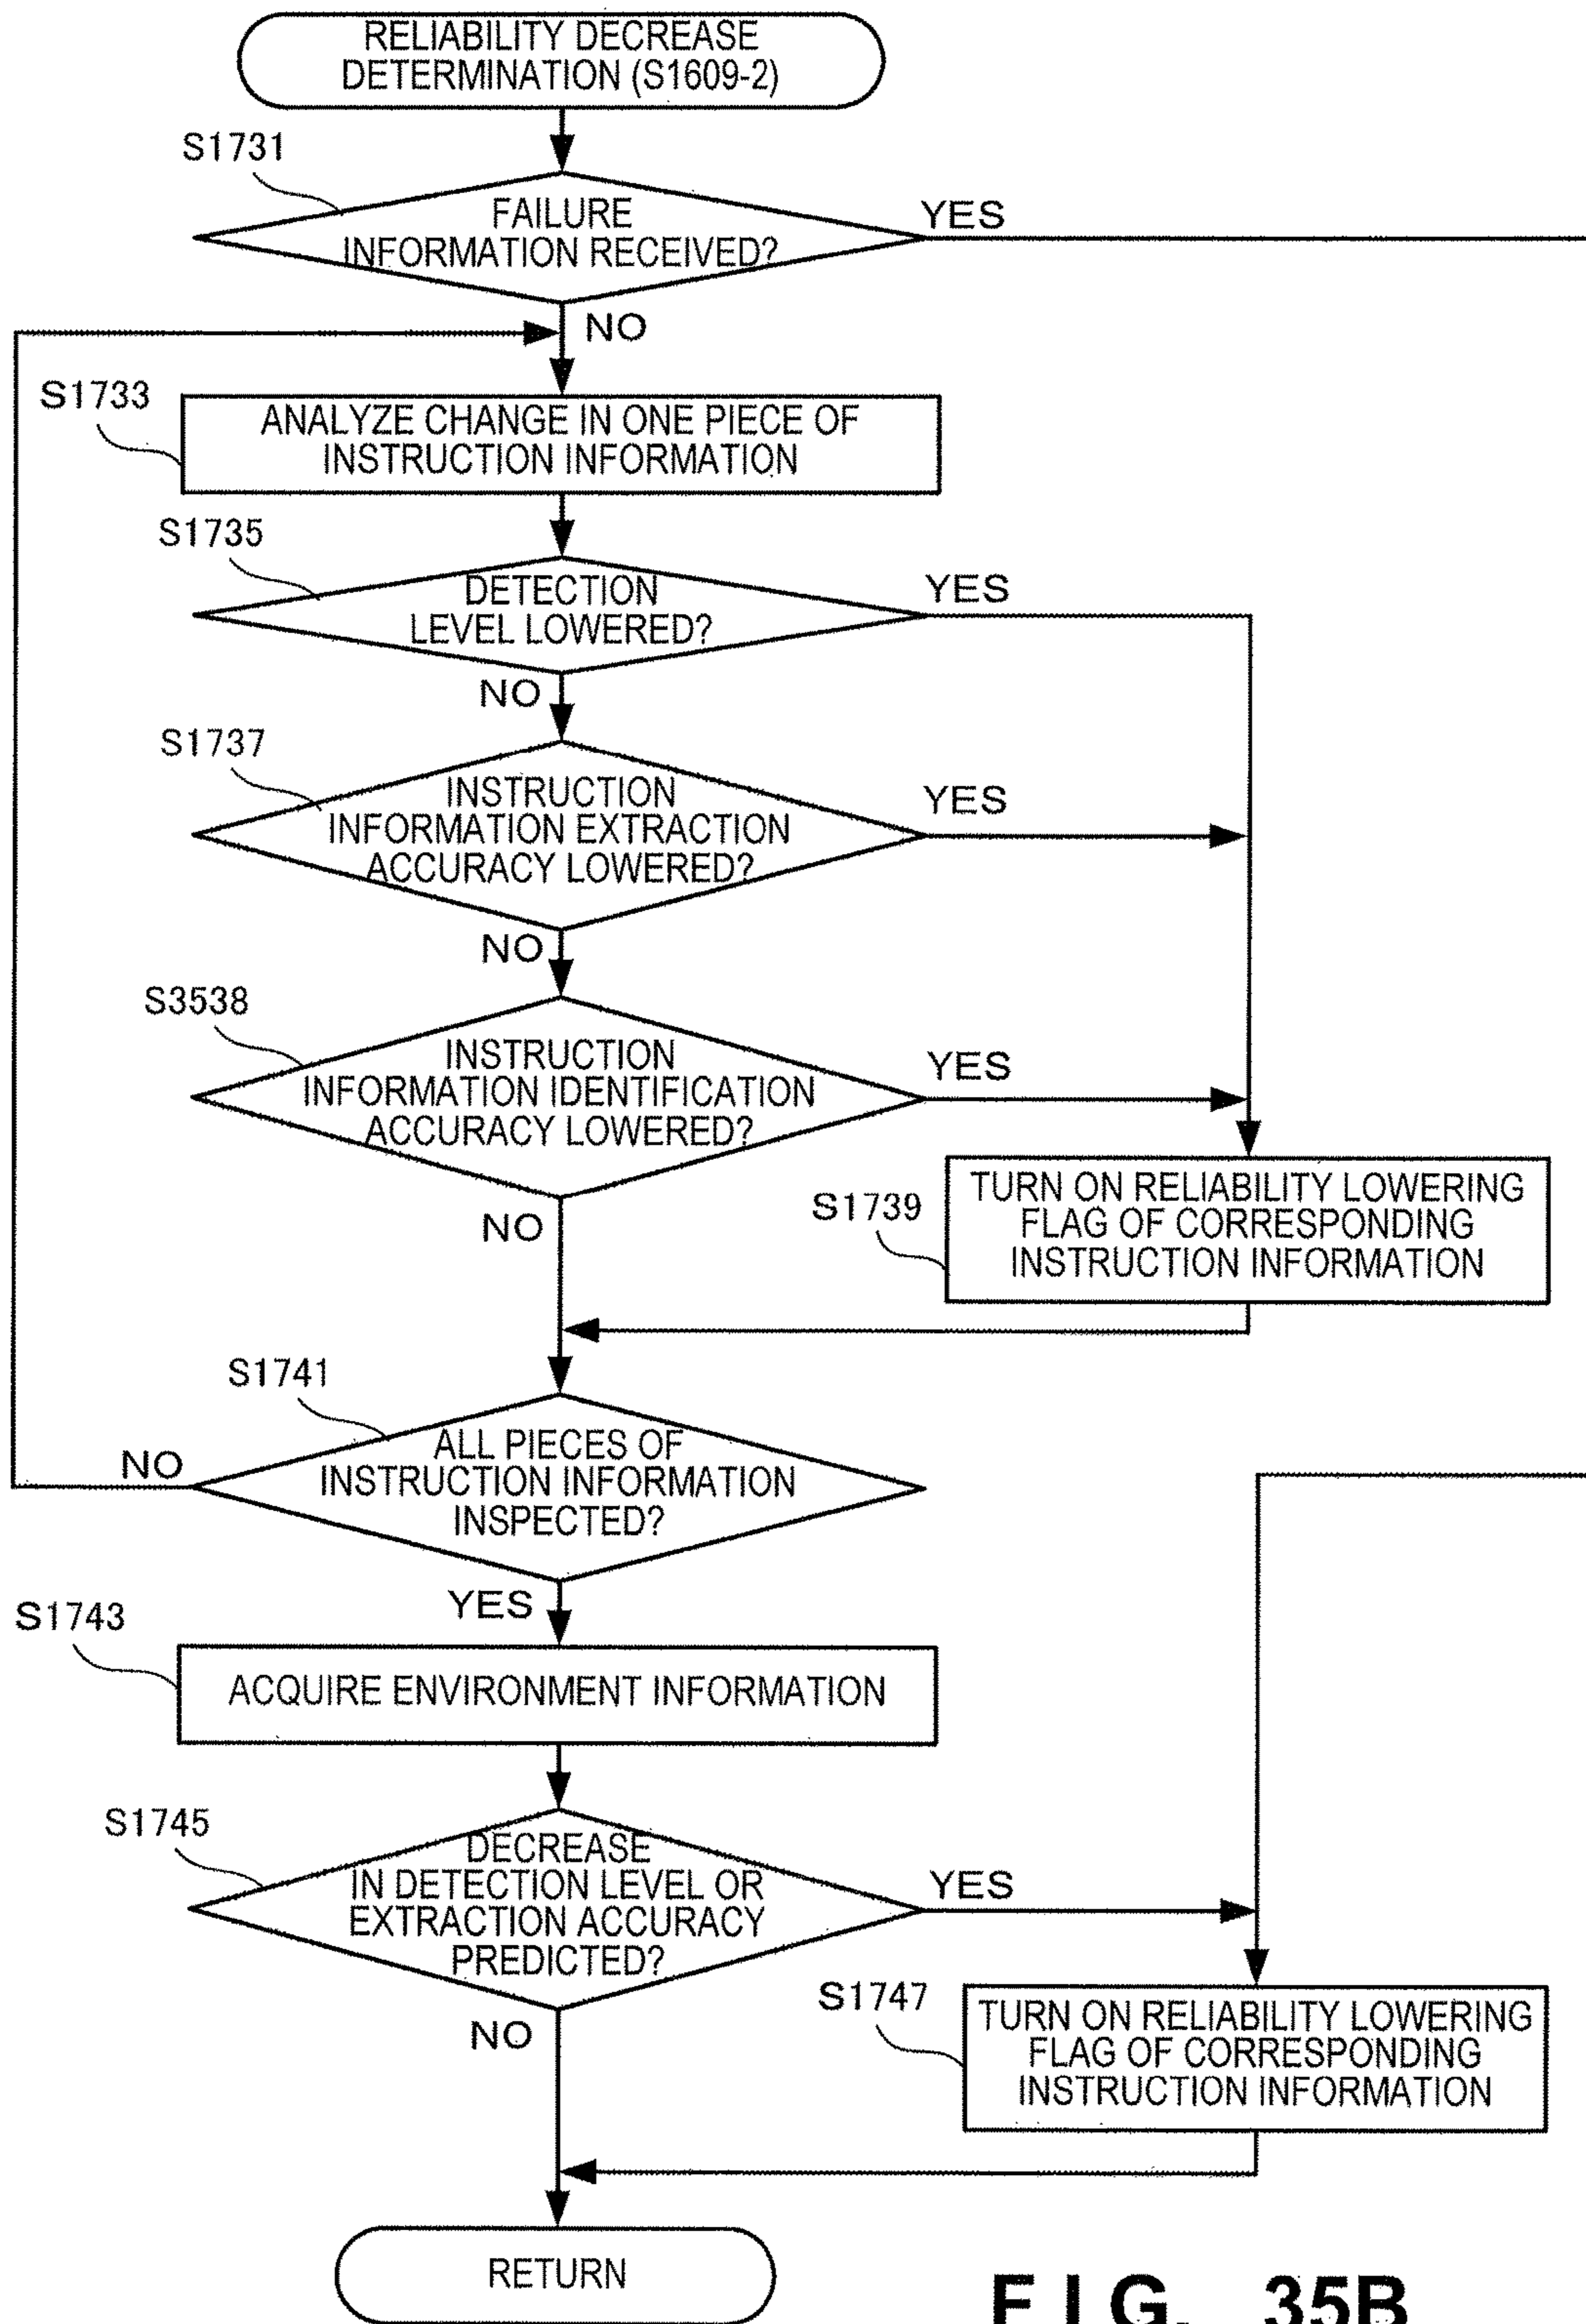 RELIABILITY DECREASE
DETERMINATION (S1609-2)
S1731
FAILURE
INFORMATION RECEIVED?
YES
NO
S1733
ANALYZE CHANGE IN ONE PIECE OF
INSTRUCTION INFORMATION
S1735
DETECTION
LEVEL LOWERED?
YES
NO
S1737
INSTRUCTION
INFORMATION EXTRACTION
ACCURACY LOWERED?
YES
NO
S3538
INSTRUCTION
INFORMATION IDENTIFICATION
ACCURACY LOWERED?
YES
NO
S1739
TURN ON RELIABILITY LOWERING
FLAG OF CORRESPONDING
INSTRUCTION INFORMATION
S1741
ALL PIECES OF
INSTRUCTION INFORMATION
INSPECTED?
NO
YES
S1743
ACQUIRE ENVIRONMENT INFORMATION
S1745
DECREASE
IN DETECTION LEVEL OR
EXTRACTION ACCURACY
PREDICTED?
YES
NO
S1747
TURN ON RELIABILITY LOWERING
FLAG OF CORRESPONDING
INSTRUCTION INFORMATION
RETURN
FIG. 35B